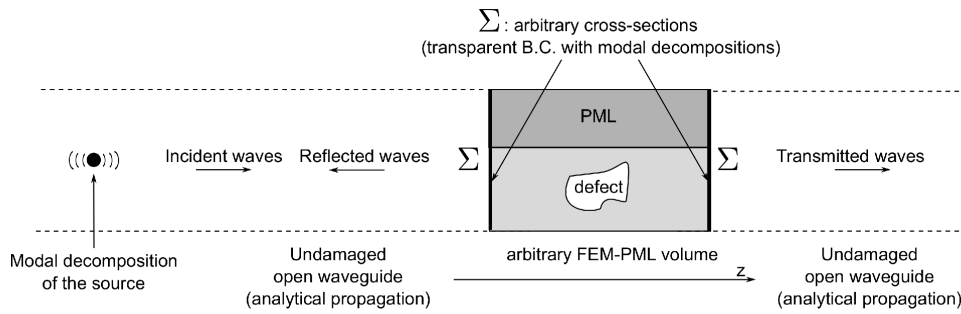 Σ : arbitrary cross-sections
(transparent B.C. with modal decompositions)
PML
((( )))
Incident waves
Reflected waves
Σ
Σ
Transmitted waves
defect
Modal decomposition
of the source
Undamaged
open waveguide
(analytical propagation)
arbitrary FEM-PML volume
z
Undamaged
open waveguide
(analytical propagation)